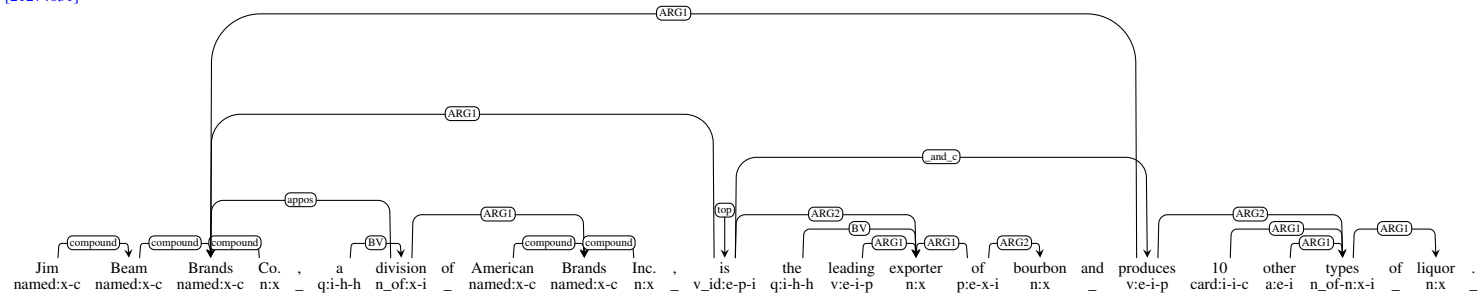 [21274031]
ARG1
ARG1
_and_c
appos ARG1 top ARG2 ARG2
BV ARG1
compound compound compound BV compound compound ARG1 ARG1 ARG2 ARG1 ARG1
Jim Beam Brands Co. , a division of American Brands Inc. , is the leading exporter of bourbon and produces 10 other types of liquor .
named:x-c named:x-c named:x-c n:x _ q:i-h-h n_of:x-i _ named:x-c named:x-c n:x _ v_id:e-p-i q:i-h-h v:e-i-p n:x p:e-x-i n:x _ v:e-i-p card:i-i-c a:e-i n_of-n:x-i _ n:x _